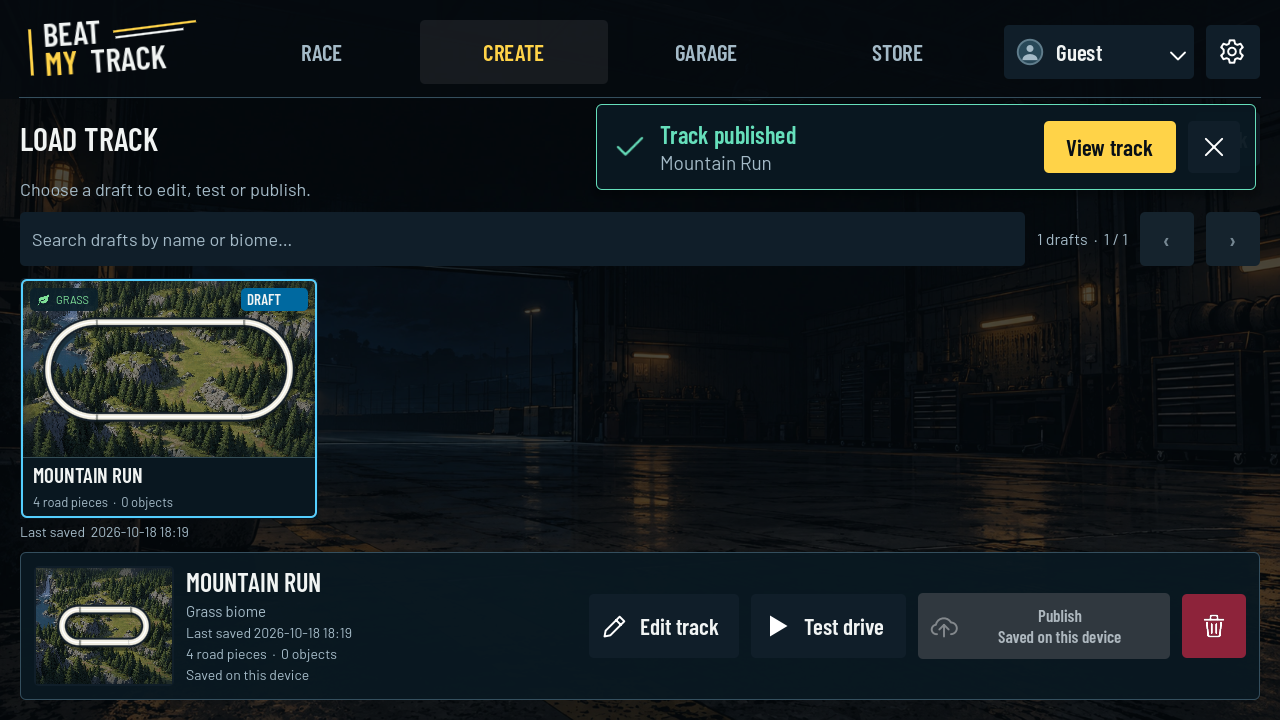 BEAT
MY TRACK
RACE
CREATE
GARAGE
STORE
Guest
LOAD TRACK
Track published
Mountain Run
View track
Choose a draft to edit, test or publish.
Search drafts by name or biome...
1 drafts · 1 / 1
‹
›
GRASS
DRAFT
MOUNTAIN RUN
4 road pieces · 0 objects
Last saved 2026-10-18 18:19
MOUNTAIN RUN
Grass biome
Last saved 2026-10-18 18:19
4 road pieces · 0 objects
Saved on this device
Edit track
Test drive
Publish
Saved on this device